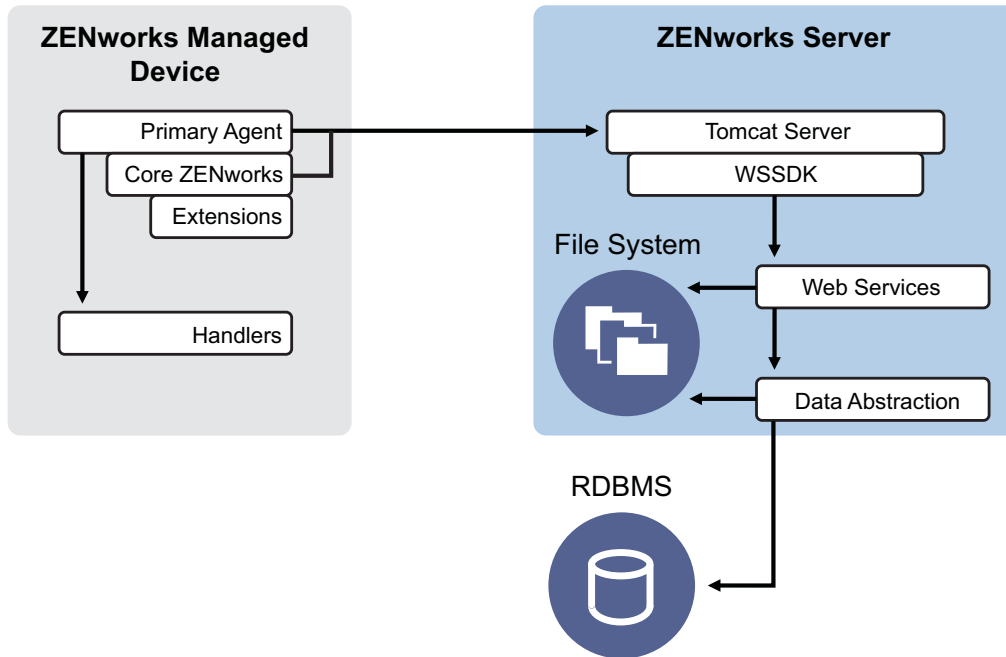 ZENworks Managed
Device
Primary Agent
Core ZENworks
Extensions
Handlers
ZENworks Server
Tomcat Server
WSSDK
File System
Web Services
Data Abstraction
RDBMS